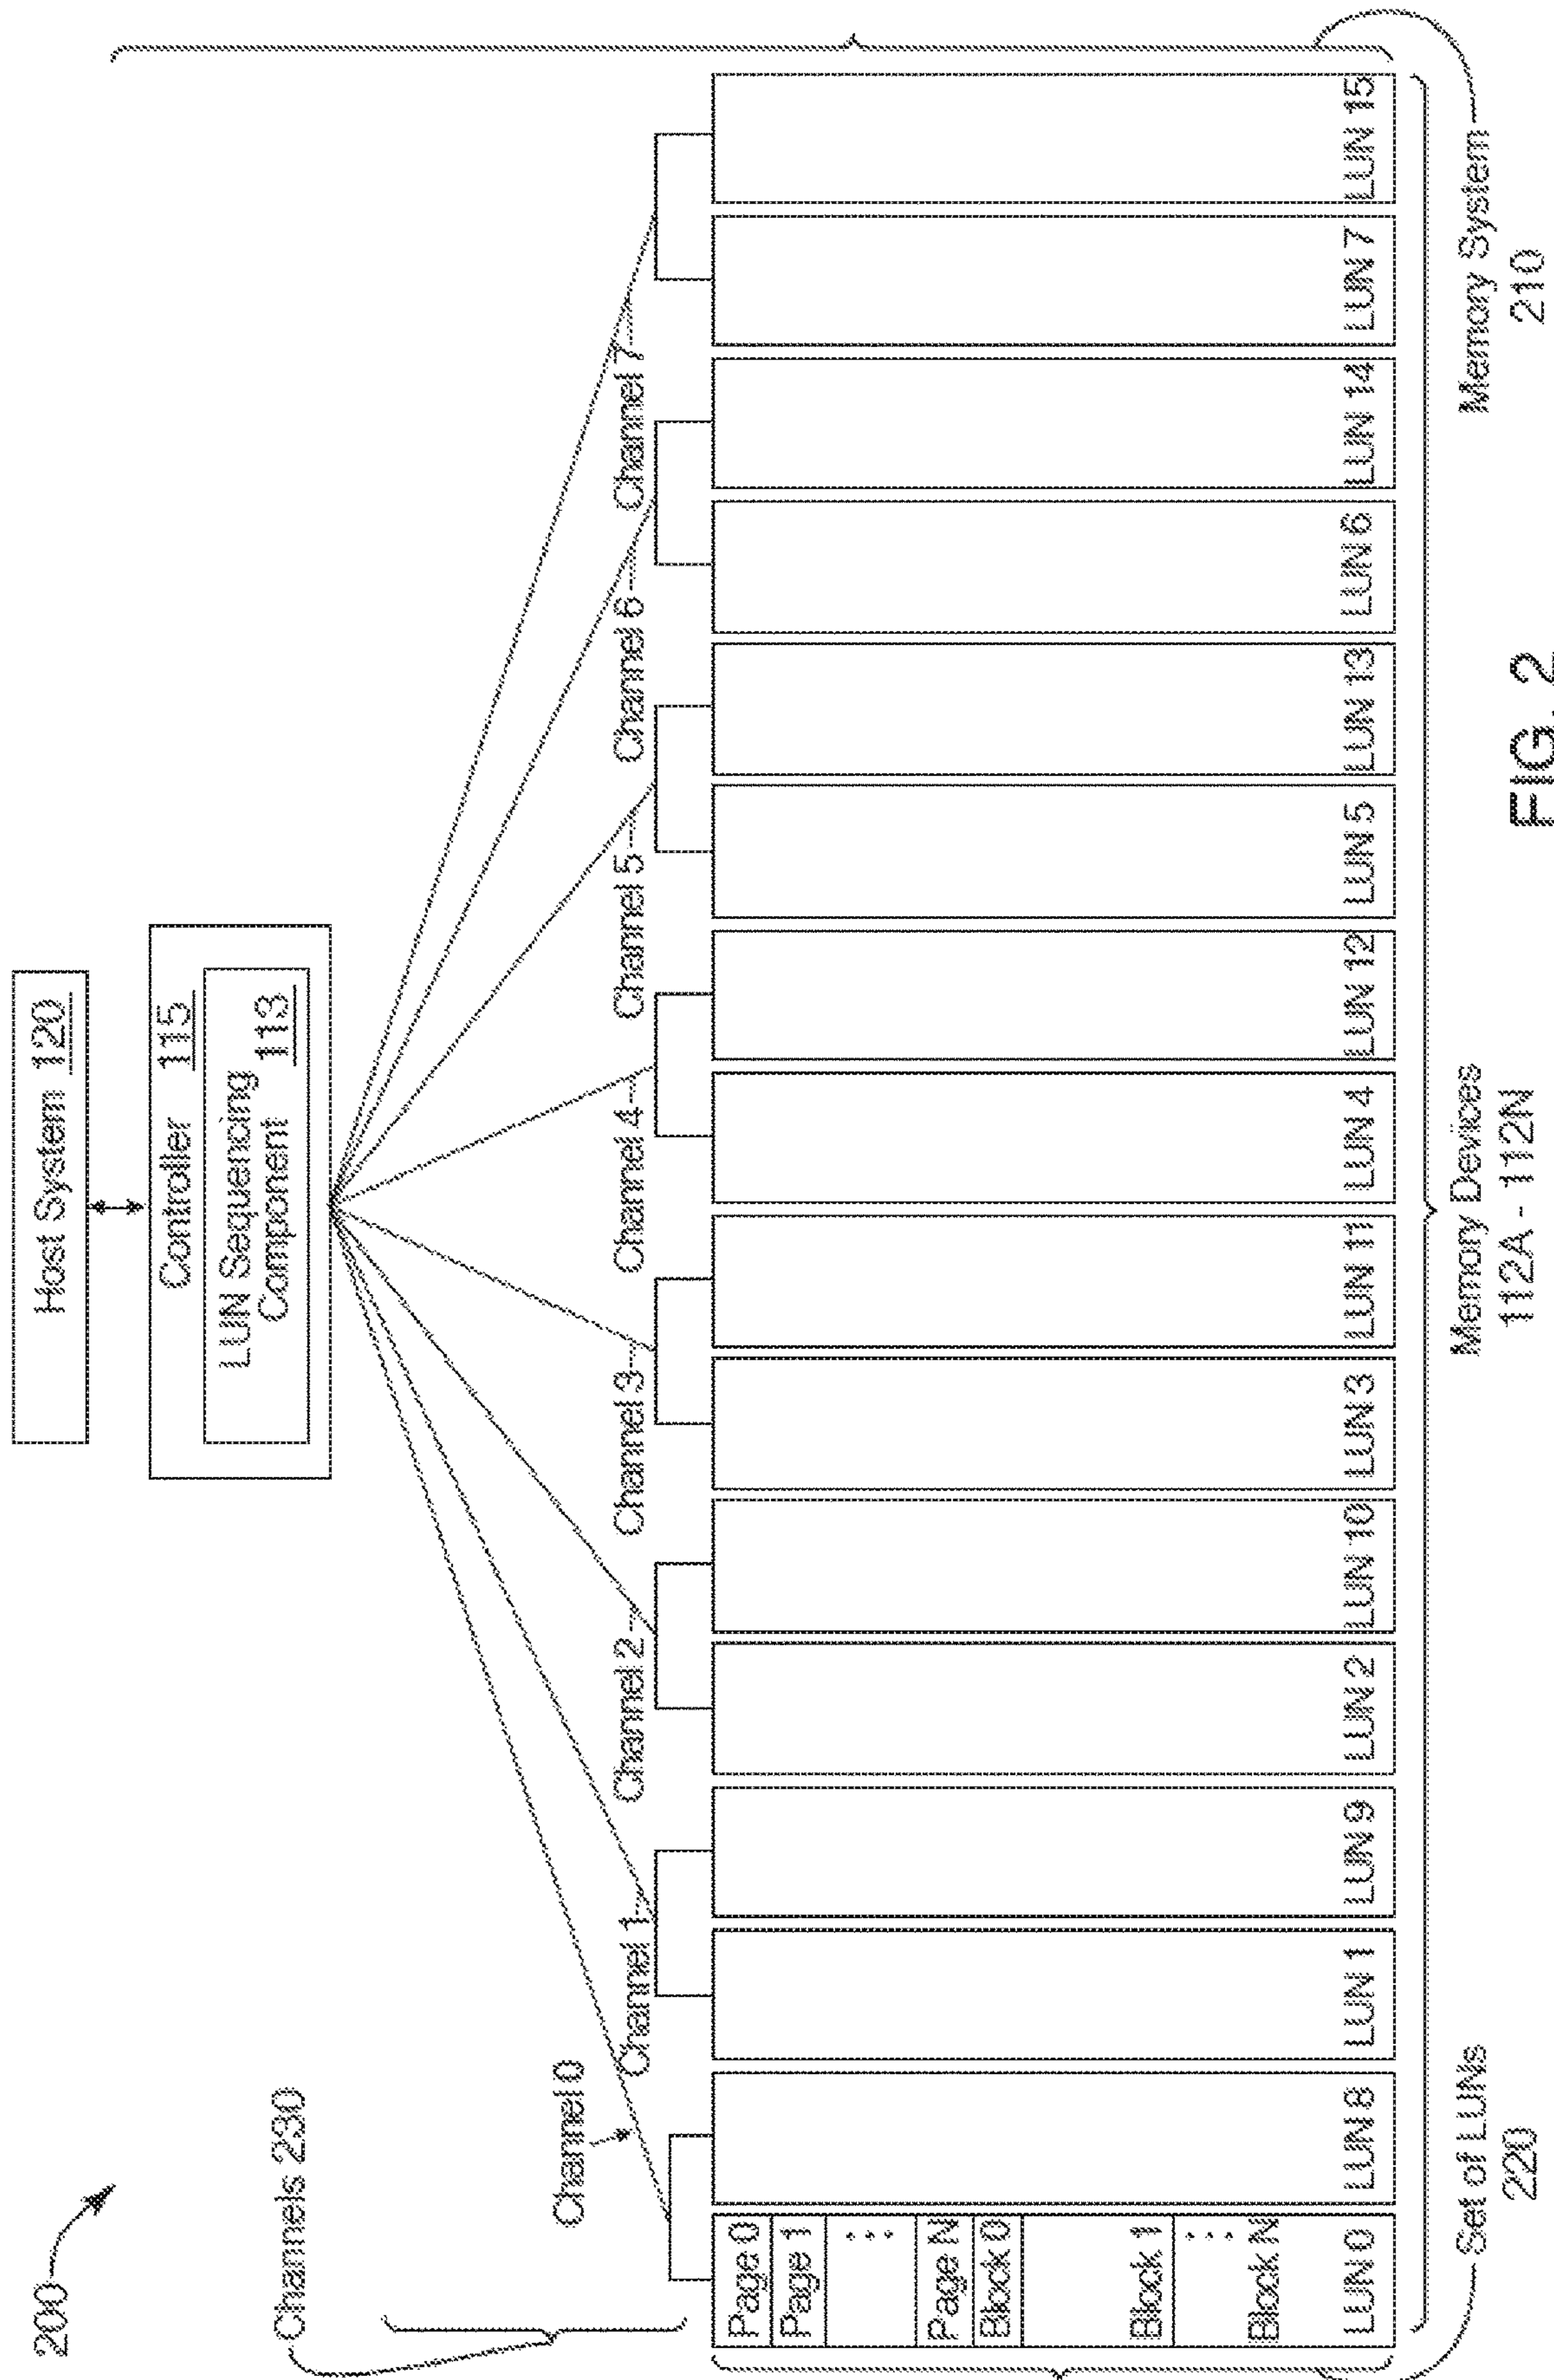 200
Host System 120
Controller 115
LUN Sequencing
Component 113
Channels 230
Channel 0
Channel 1
Channel 2
Channel 3
Channel 4
Channel 5
Channel 6
Channel 7
Page 0
Page 1
...
Page N
Block 0
Block 1
...
Block N
LUN 0
LUN 8
LUN 1
LUN 9
LUN 2
LUN 10
LUN 3
LUN 11
LUN 4
LUN 12
LUN 5
LUN 13
LUN 6
LUN 14
LUN 7
LUN 15
Set of LUNs
220
Memory Devices
112A - 112N
Memory System
210
FIG. 2